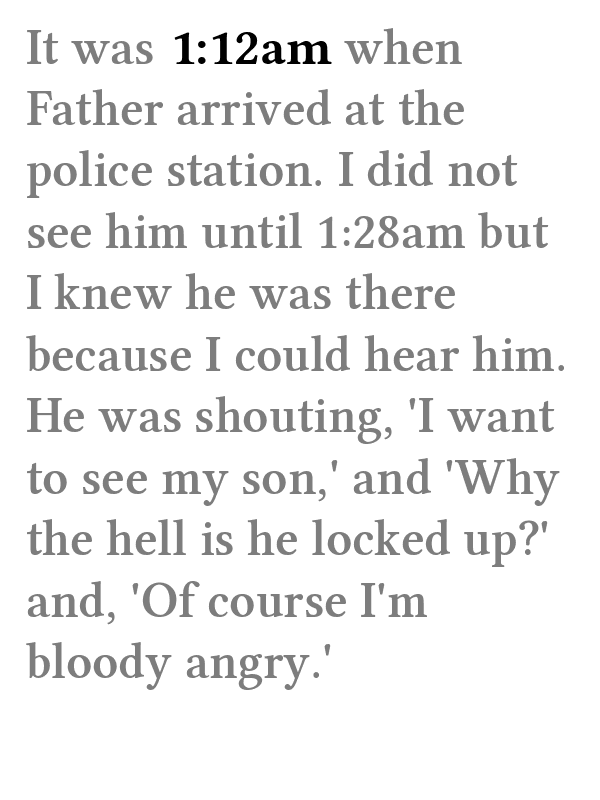 It was 1:12am when
Father arrived at the
police station. I did not
see him until 1:28am but
I knew he was there
because I could hear him.
He was shouting, 'I want
to see my son,' and 'Why
the hell is he locked up?'
and, 'Of course I'm
bloody angry.'